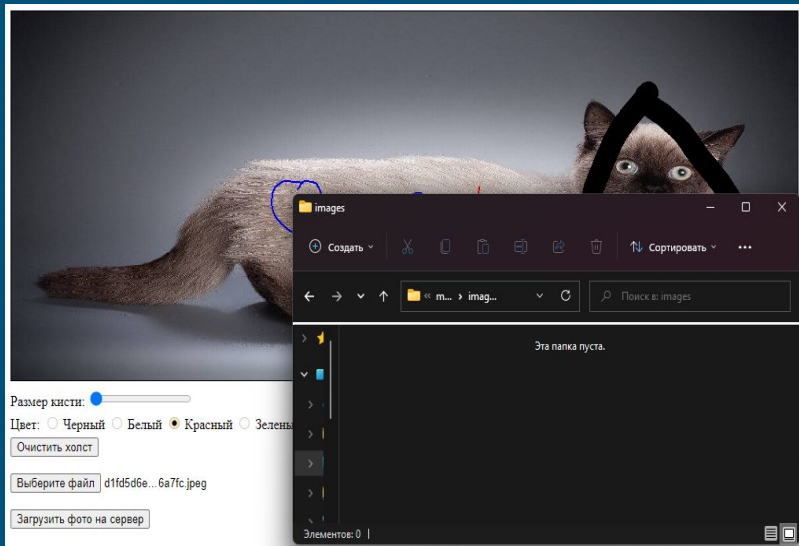 images
Создать
Сортировать
« m... › imag...
Поиск в: images
Эта папка пуста.
Размер кисти:
Цвет: Черный Белый Красный Зелены
Очистить холст
Выберите файл d1fd5d6e...6a7fc.jpeg
Загрузить фото на сервер
Элементов: 0